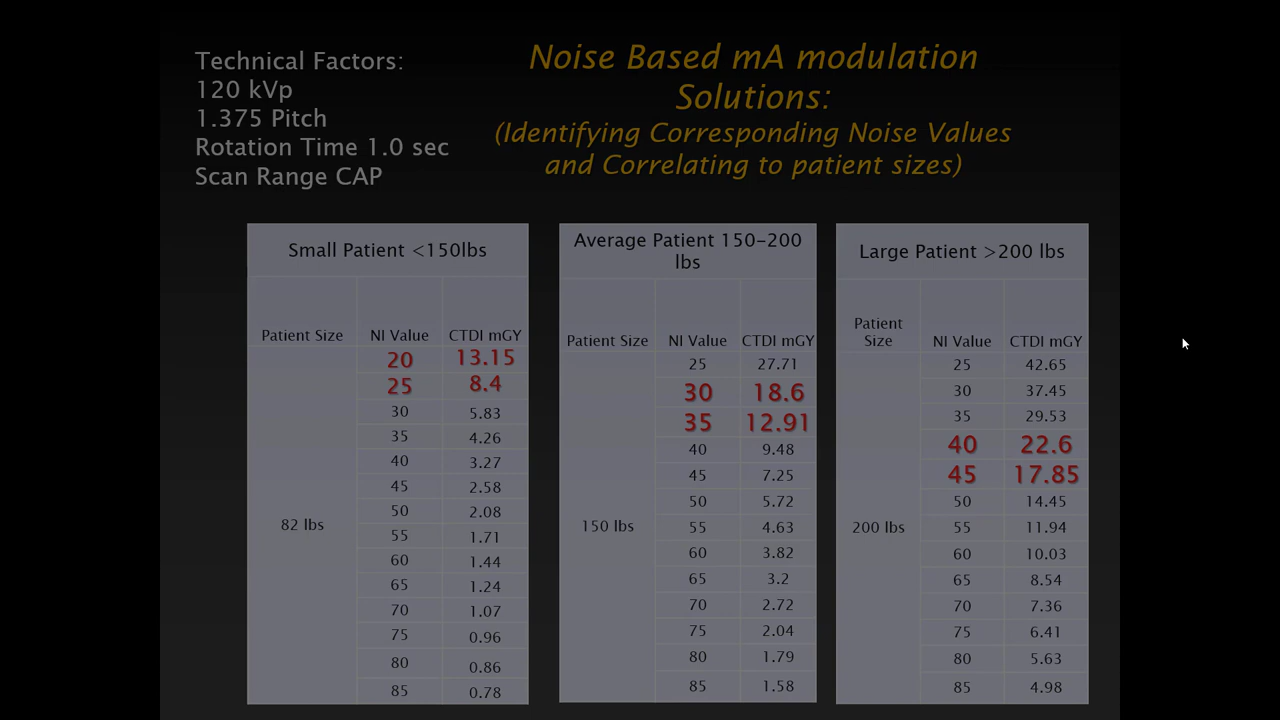 Technical Factors:
120 kVp
1.375 Pitch
Rotation Time 1.0 sec
Scan Range CAP
Noise Based mA modulation
Solutions:
(Identifying Corresponding Noise Values
and Correlating to patient sizes)
Small Patient <150lbs
Patient Size NI Value CTDI mGY
20 13.15
25 8.4
30 5.83
35 4.26
40 3.27
45 2.58
50 2.08
82 lbs
55 1.71
60 1.44
65 1.24
70 1.07
75 0.96
80 0.86
85 0.78
Average Patient 150-200
lbs
Patient Size NI Value CTDI mGY
25 27.71
30 18.6
35 12.91
40 9.48
45 7.25
50 5.72
150 lbs 55 4.63
60 3.82
65 3.2
70 2.72
75 2.04
80 1.79
85 1.58
Large Patient >200 lbs
Patient
Size NI Value CTDI mGY
25 42.65
30 37.45
35 29.53
40 22.6
45 17.85
50 14.45
200 lbs 55 11.94
60 10.03
65 8.54
70 7.36
75 6.41
80 5.63
85 4.98